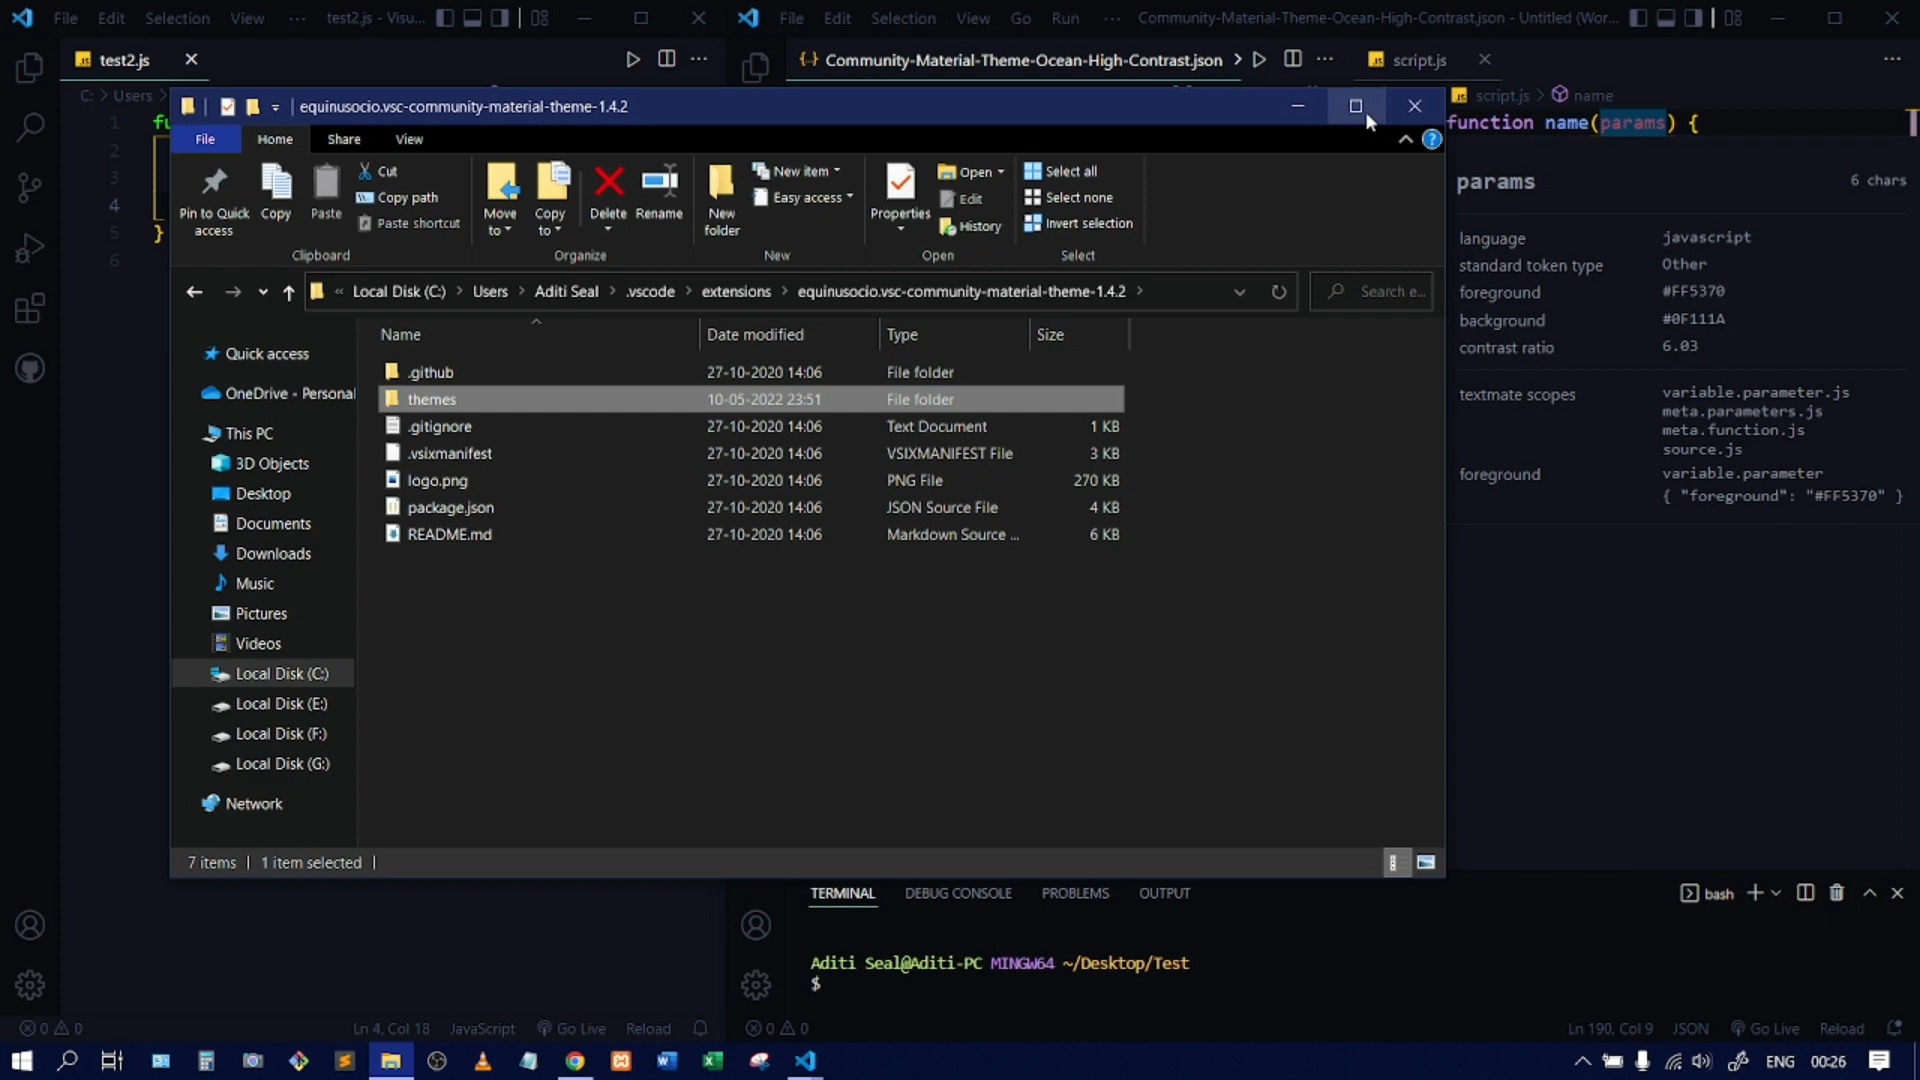 File Edit Selection View ··· test2.js - Visu...
File Edit Selection View Go Run ··· Community-Material-Theme-Ocean-High-Contrast.json - Untitled (Wor...
test2.js
Community-Material-Theme-Ocean-High-Contrast.json
script.js
C: > Users >
script.js > name
1
2
3
4
5
6
fu
}
function name(params) {
params
6 chars
language javascript
standard token type Other
foreground #FF5370
background #0F111A
contrast ratio 6.03
textmate scopes variable.parameter.js
meta.parameters.js
meta.function.js
source.js
foreground variable.parameter
{ "foreground": "#FF5370" }
equinusocio.vsc-community-material-theme-1.4.2
File Home Share View
Pin to Quick access
Copy
Paste
Cut
Copy path
Paste shortcut
Clipboard
Move to
Copy to
Delete
Rename
Organize
New folder
New item
Easy access
New
Properties
Open
Edit
History
Open
Select all
Select none
Invert selection
Select
« Local Disk (C:) > Users > Aditi Seal > .vscode > extensions > equinusocio.vsc-community-material-theme-1.4.2 >
Search e...
Quick access
OneDrive - Personal
This PC
3D Objects
Desktop
Documents
Downloads
Music
Pictures
Videos
Local Disk (C:)
Local Disk (E:)
Local Disk (F:)
Local Disk (G:)
Network
Name Date modified Type Size
.github 27-10-2020 14:06 File folder
themes 10-05-2022 23:51 File folder
.gitignore 27-10-2020 14:06 Text Document 1 KB
.vsixmanifest 27-10-2020 14:06 VSIXMANIFEST File 3 KB
logo.png 27-10-2020 14:06 PNG File 270 KB
package.json 27-10-2020 14:06 JSON Source File 4 KB
README.md 27-10-2020 14:06 Markdown Source ... 6 KB
7 items 1 item selected
TERMINAL DEBUG CONSOLE PROBLEMS OUTPUT
bash
Aditi Seal@Aditi-PC MINGW64 ~/Desktop/Test
$
0 0 Ln 4, Col 18 JavaScript Go Live Reload
0 0 Ln 190, Col 9 JSON Go Live Reload
ENG 00:26